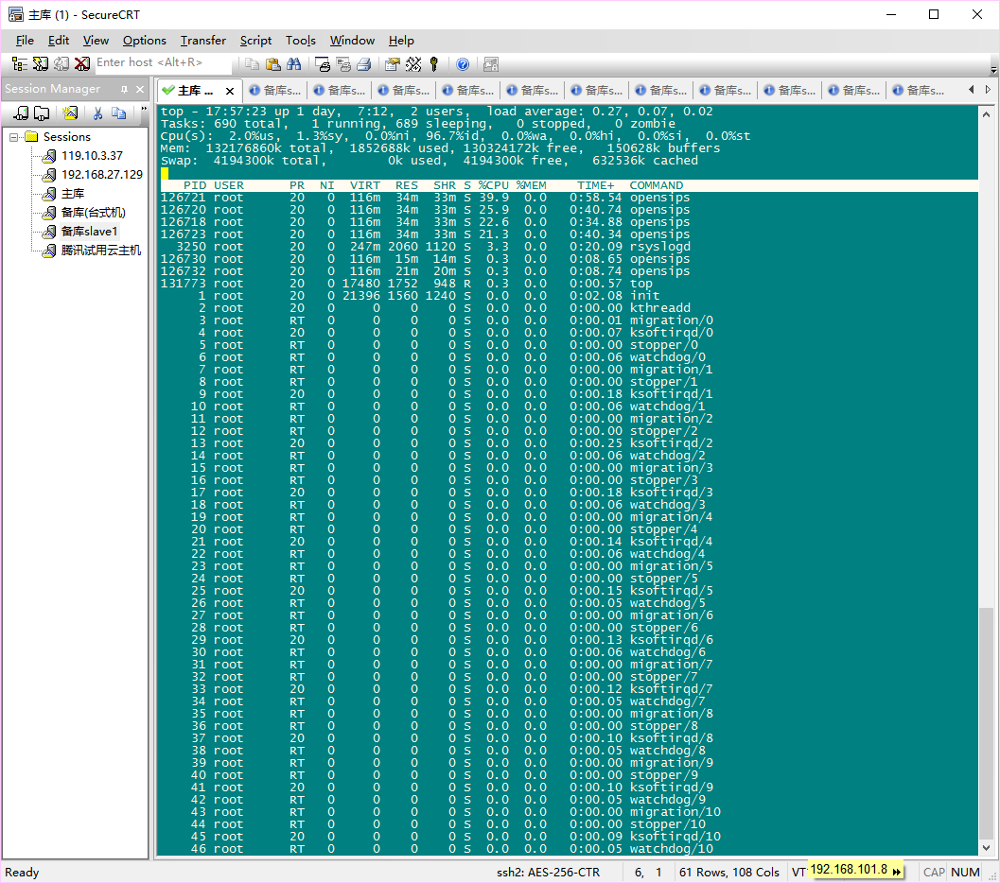 主库 (1) - SecureCRT
File Edit View Options Transfer Script Tools Window Help
Enter host <Alt+R>
Session Manager
主库 ... 备库s... 备库s... 备库s... 备库s... 备库s... 备库s... 备库s... 备库s... 备库s... 备库s... 备库s...
Sessions
119.10.3.37
192.168.27.129
主库
备库(台式机)
备库slave1
腾讯试用云主机
top - 17:57:23 up 1 day, 7:12, 2 users, load average: 0.27, 0.07, 0.02
Tasks: 690 total, 1 running, 689 sleeping, 0 stopped, 0 zombie
Cpu(s): 2.0%us, 1.3%sy, 0.0%ni, 96.7%id, 0.0%wa, 0.0%hi, 0.0%si, 0.0%st
Mem: 132176860k total, 1852688k used, 130324172k free, 150628k buffers
Swap: 4194300k total, 0k used, 4194300k free, 632536k cached
PID USER PR NI VIRT RES SHR S %CPU %MEM TIME+ COMMAND
126721 root 20 0 116m 34m 33m S 39.9 0.0 0:58.54 opensips
126720 root 20 0 116m 34m 33m S 25.9 0.0 0:40.74 opensips
126718 root 20 0 116m 34m 33m S 22.6 0.0 0:34.88 opensips
126723 root 20 0 116m 34m 33m S 21.3 0.0 0:40.34 opensips
3250 root 20 0 247m 2060 1120 S 3.3 0.0 0:20.09 rsyslogd
126730 root 20 0 116m 15m 14m S 0.3 0.0 0:08.65 opensips
126732 root 20 0 116m 21m 20m S 0.3 0.0 0:08.74 opensips
131773 root 20 0 17480 1752 948 R 0.3 0.0 0:00.57 top
1 root 20 0 21396 1560 1240 S 0.0 0.0 0:02.08 init
2 root 20 0 0 0 0 S 0.0 0.0 0:00.00 kthreadd
3 root RT 0 0 0 0 S 0.0 0.0 0:00.01 migration/0
4 root 20 0 0 0 0 S 0.0 0.0 0:00.07 ksoftirqd/0
5 root RT 0 0 0 0 S 0.0 0.0 0:00.00 stopper/0
6 root RT 0 0 0 0 S 0.0 0.0 0:00.06 watchdog/0
7 root RT 0 0 0 0 S 0.0 0.0 0:00.00 migration/1
8 root RT 0 0 0 0 S 0.0 0.0 0:00.00 stopper/1
9 root 20 0 0 0 0 S 0.0 0.0 0:00.18 ksoftirqd/1
10 root RT 0 0 0 0 S 0.0 0.0 0:00.06 watchdog/1
11 root RT 0 0 0 0 S 0.0 0.0 0:00.00 migration/2
12 root RT 0 0 0 0 S 0.0 0.0 0:00.00 stopper/2
13 root 20 0 0 0 0 S 0.0 0.0 0:00.25 ksoftirqd/2
14 root RT 0 0 0 0 S 0.0 0.0 0:00.06 watchdog/2
15 root RT 0 0 0 0 S 0.0 0.0 0:00.00 migration/3
16 root RT 0 0 0 0 S 0.0 0.0 0:00.00 stopper/3
17 root 20 0 0 0 0 S 0.0 0.0 0:00.18 ksoftirqd/3
18 root RT 0 0 0 0 S 0.0 0.0 0:00.06 watchdog/3
19 root RT 0 0 0 0 S 0.0 0.0 0:00.00 migration/4
20 root RT 0 0 0 0 S 0.0 0.0 0:00.00 stopper/4
21 root 20 0 0 0 0 S 0.0 0.0 0:00.14 ksoftirqd/4
22 root RT 0 0 0 0 S 0.0 0.0 0:00.06 watchdog/4
23 root RT 0 0 0 0 S 0.0 0.0 0:00.00 migration/5
24 root RT 0 0 0 0 S 0.0 0.0 0:00.00 stopper/5
25 root 20 0 0 0 0 S 0.0 0.0 0:00.15 ksoftirqd/5
26 root RT 0 0 0 0 S 0.0 0.0 0:00.05 watchdog/5
27 root RT 0 0 0 0 S 0.0 0.0 0:00.00 migration/6
28 root RT 0 0 0 0 S 0.0 0.0 0:00.00 stopper/6
29 root 20 0 0 0 0 S 0.0 0.0 0:00.13 ksoftirqd/6
30 root RT 0 0 0 0 S 0.0 0.0 0:00.06 watchdog/6
31 root RT 0 0 0 0 S 0.0 0.0 0:00.00 migration/7
32 root RT 0 0 0 0 S 0.0 0.0 0:00.00 stopper/7
33 root 20 0 0 0 0 S 0.0 0.0 0:00.12 ksoftirqd/7
34 root RT 0 0 0 0 S 0.0 0.0 0:00.05 watchdog/7
35 root RT 0 0 0 0 S 0.0 0.0 0:00.00 migration/8
36 root RT 0 0 0 0 S 0.0 0.0 0:00.00 stopper/8
37 root 20 0 0 0 0 S 0.0 0.0 0:00.10 ksoftirqd/8
38 root RT 0 0 0 0 S 0.0 0.0 0:00.05 watchdog/8
39 root RT 0 0 0 0 S 0.0 0.0 0:00.00 migration/9
40 root RT 0 0 0 0 S 0.0 0.0 0:00.00 stopper/9
41 root 20 0 0 0 0 S 0.0 0.0 0:00.10 ksoftirqd/9
42 root RT 0 0 0 0 S 0.0 0.0 0:00.05 watchdog/9
43 root RT 0 0 0 0 S 0.0 0.0 0:00.00 migration/10
44 root RT 0 0 0 0 S 0.0 0.0 0:00.00 stopper/10
45 root 20 0 0 0 0 S 0.0 0.0 0:00.09 ksoftirqd/10
46 root RT 0 0 0 0 S 0.0 0.0 0:00.05 watchdog/10
Ready ssh2: AES-256-CTR 6, 1 61 Rows, 108 Cols VT 192.168.101.8 CAP NUM